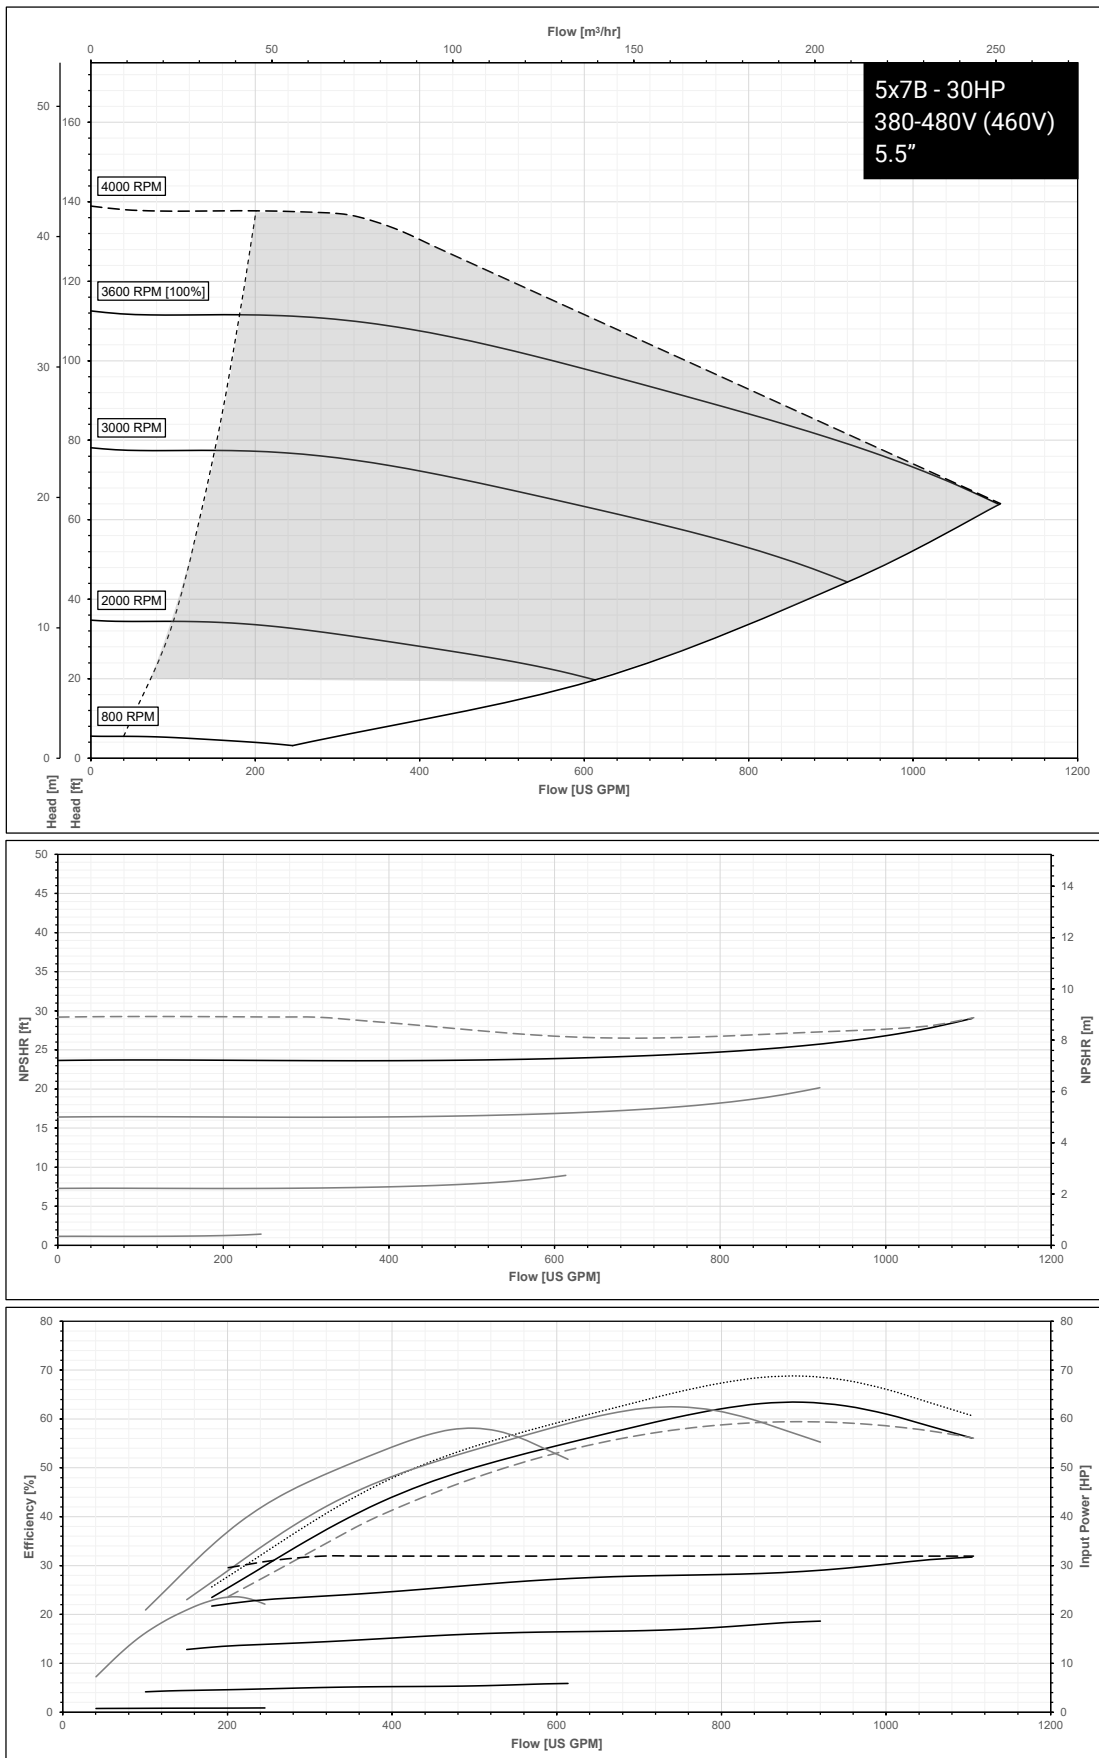 Flow [m³/hr]
0 50 100 150 200 250
5x7B - 30HP
380-480V (460V)
5.5”
50
160
4000 RPM
140
40
120
3600 RPM [100%]
100
30
3000 RPM
80
20
60
2000 RPM
40
10
20
800 RPM
0 0
0 200 400 600 800 1000 1200
Flow [US GPM]
Head [m]
Head [ft]
50
45
40
35
30
25
20
15
10
5
0
NPSHR [ft]
14
12
10
8
6
4
2
0
NPSHR [m]
0 200 400 600 800 1000 1200
Flow [US GPM]
80
70
60
50
40
30
20
10
0
Efficiency [%]
80
70
60
50
40
30
20
10
0
Input Power [HP]
0 200 400 600 800 1000 1200
Flow [US GPM]